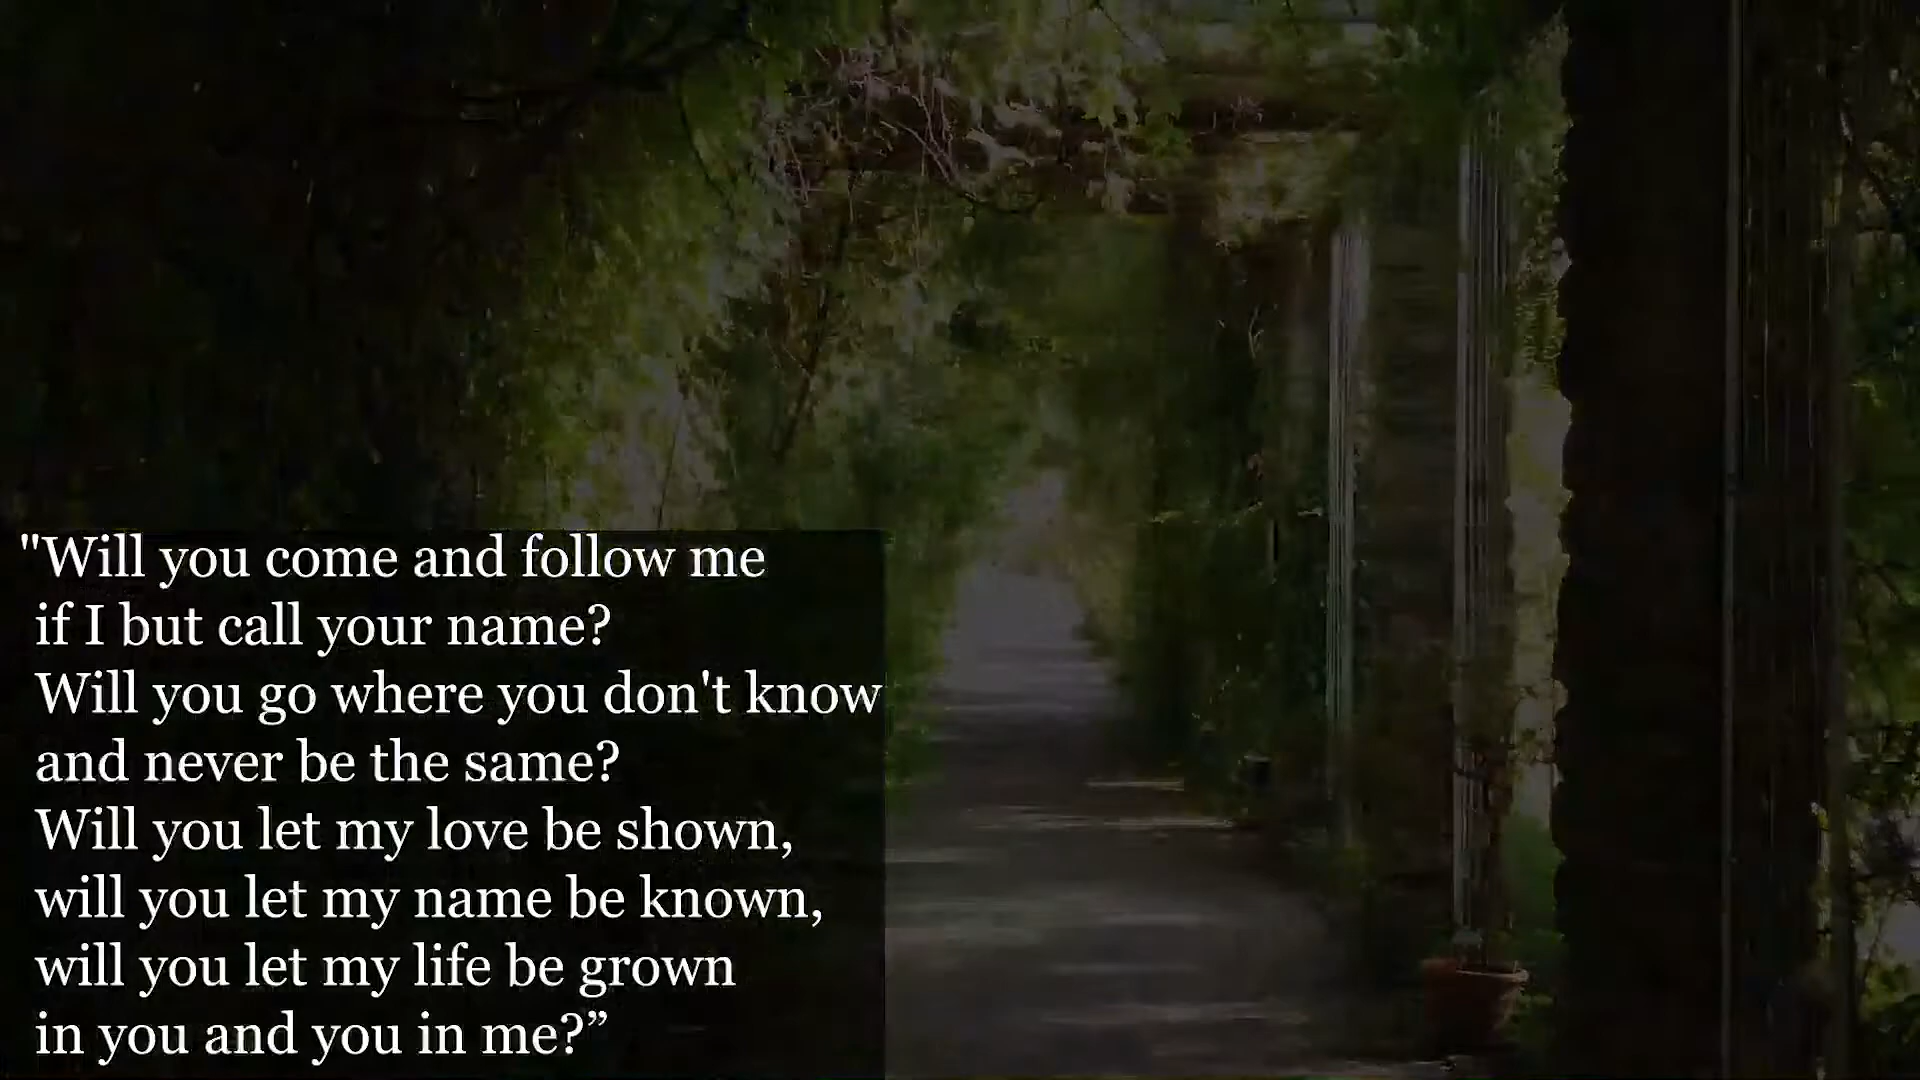 "Will you come and follow me
if I but call your name?
Will you go where you don't know
and never be the same?
Will you let my love be shown,
will you let my name be known,
will you let my life be grown
in you and you in me?”